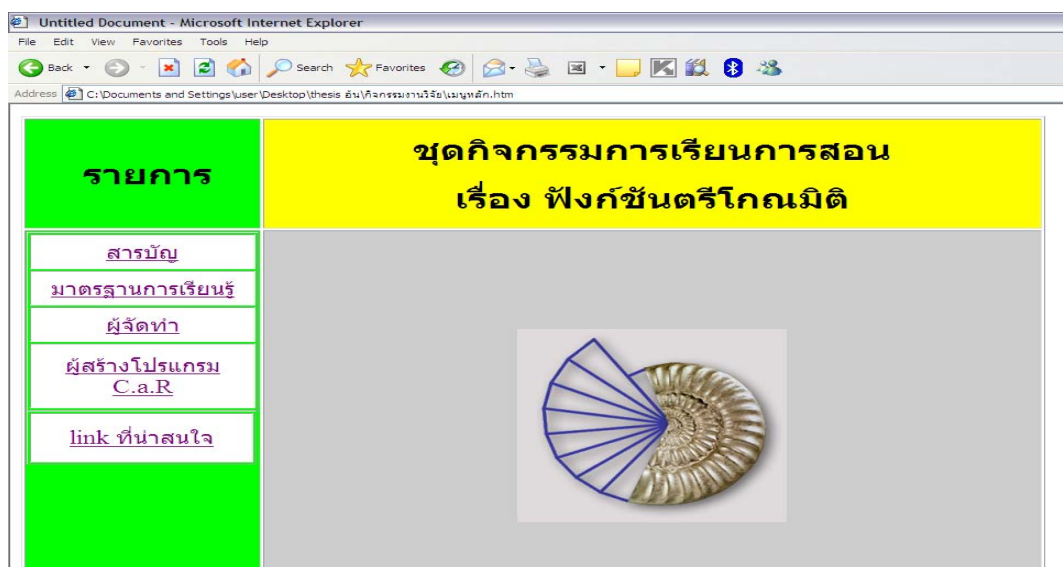 Untitled Document - Microsoft Internet Explorer
File Edit View Favorites Tools Help
Back Search Favorites
Address C:\Documents and Settings\user\Desktop\thesis อัน\กิจกรรมงานวิจัย\เมนูหลัก.htm
รายการ
ชุดกิจกรรมการเรียนการสอน
เรื่อง ฟังก์ชันตรีโกณมิติ
สารบัญ
มาตรฐานการเรียนรู้
ผู้จัดทำ
ผู้สร้างโปรแกรม
C.a.R
link ที่น่าสนใจ